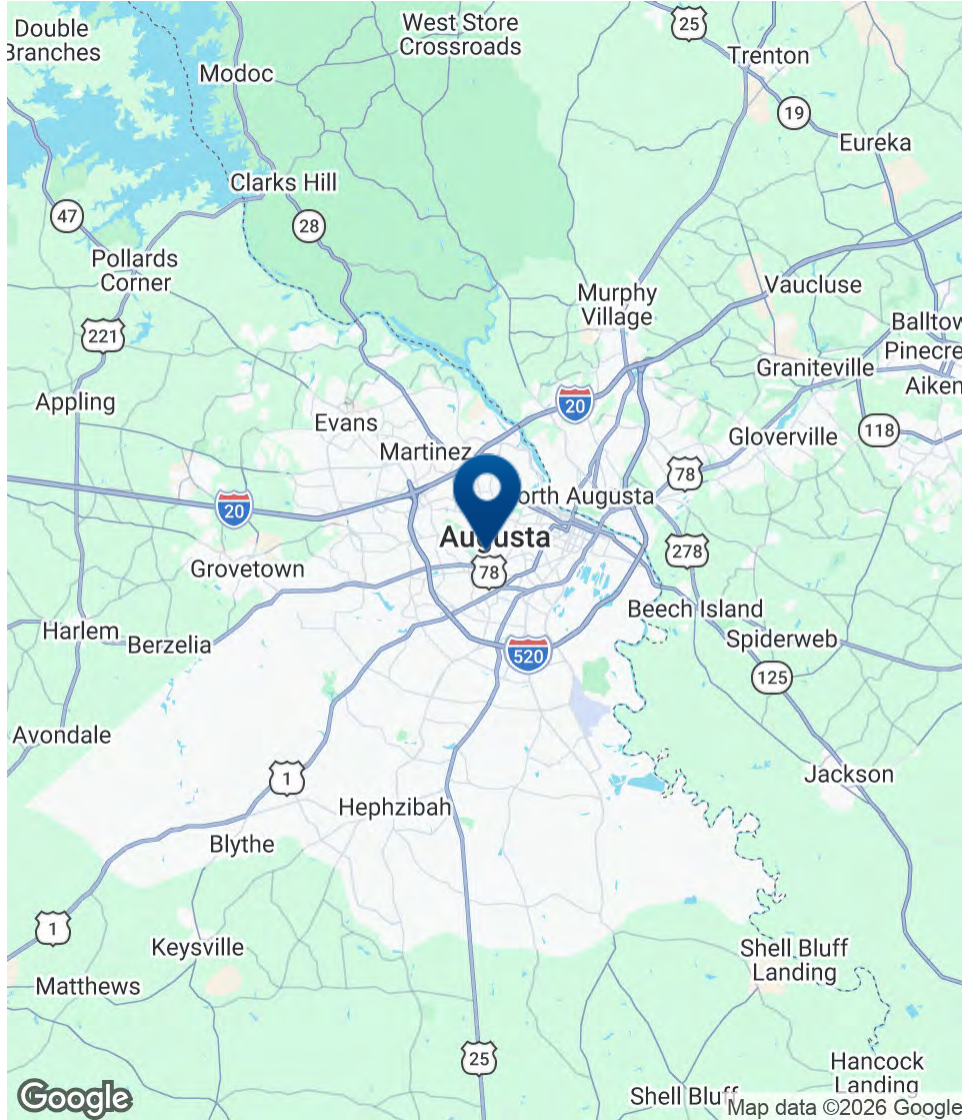 Double
Branches
West Store
Crossroads
25
Trenton
Modoc
19
Eureka
Clarks Hill
47
28
Pollards
Corner
Murphy
Village
Vaucluse
Balltow
221
Pinecre
Graniteville
Aiken
Appling
20
Evans
118
Gloverville
Martinez
78
orth Augusta
20
Augusta
278
78
Grovetown
Beech Island
Harlem
Berzelia
Spiderweb
520
125
Avondale
Jackson
1
Hephzibah
Blythe
1
Keysville
Shell Bluff
Landing
Matthews
25
Hancock
Landing
Google
Shell Bluff
Map data ©2026 Google